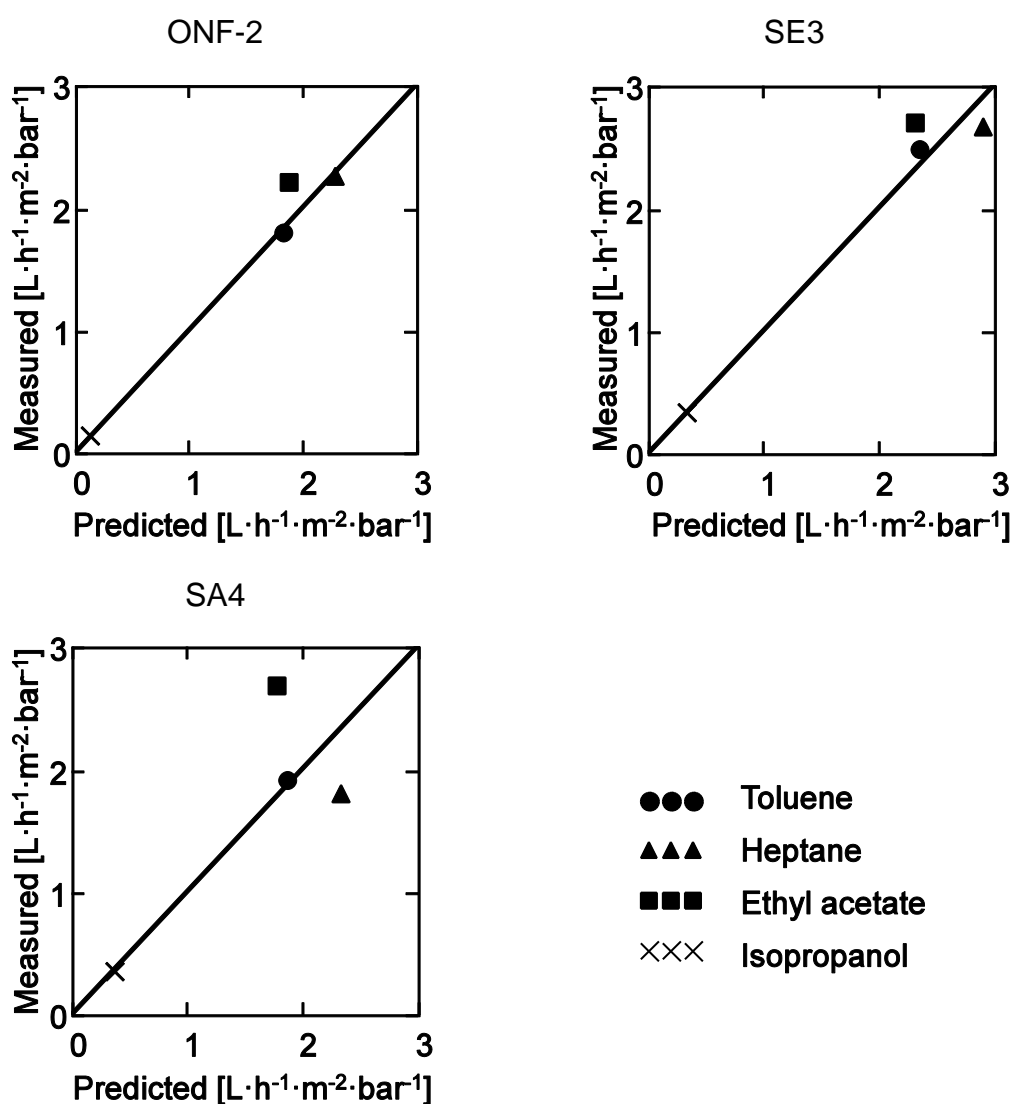 ONF-2
Measured [L·h⁻¹·m⁻²·bar⁻¹]
3
2
1
0
0 1 2 3
Predicted [L·h⁻¹·m⁻²·bar⁻¹]
SE3
Measured [L·h⁻¹·m⁻²·bar⁻¹]
3
2
1
0
0 1 2 3
Predicted [L·h⁻¹·m⁻²·bar⁻¹]
SA4
Measured [L·h⁻¹·m⁻²·bar⁻¹]
3
2
1
0
0 1 2 3
Predicted [L·h⁻¹·m⁻²·bar⁻¹]
Toluene
Heptane
Ethyl acetate
Isopropanol